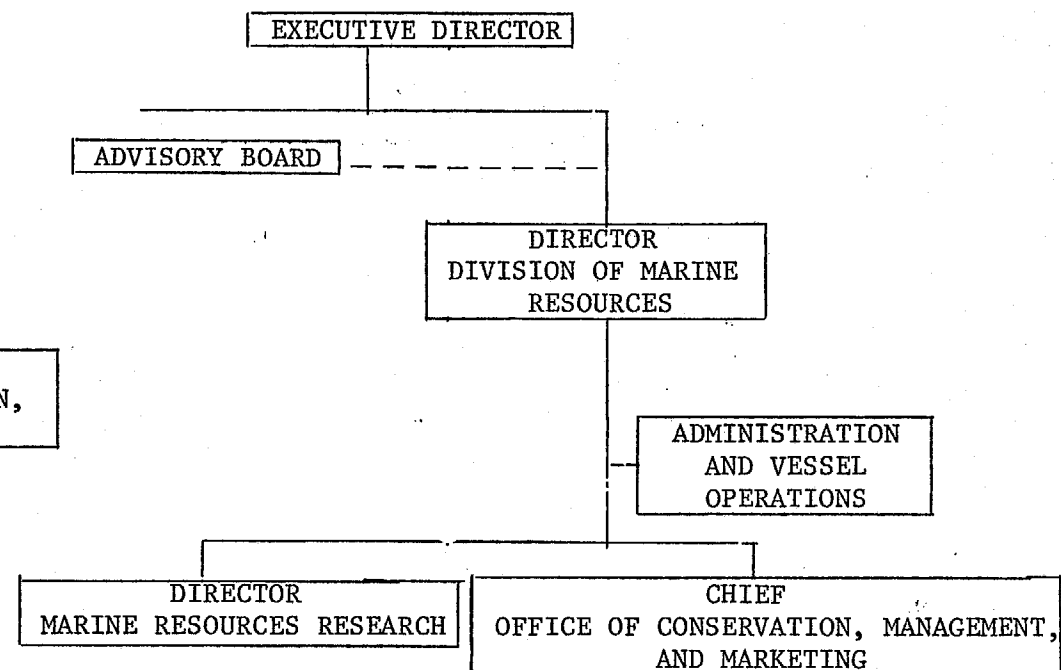 EXECUTIVE DIRECTOR
ADVISORY BOARD
DIRECTOR
DIVISION OF MARINE
RESOURCES
N,
ADMINISTRATION
AND VESSEL
OPERATIONS
DIRECTOR
MARINE RESOURCES RESEARCH
CHIEF
OFFICE OF CONSERVATION, MANAGEMENT,
AND MARKETING